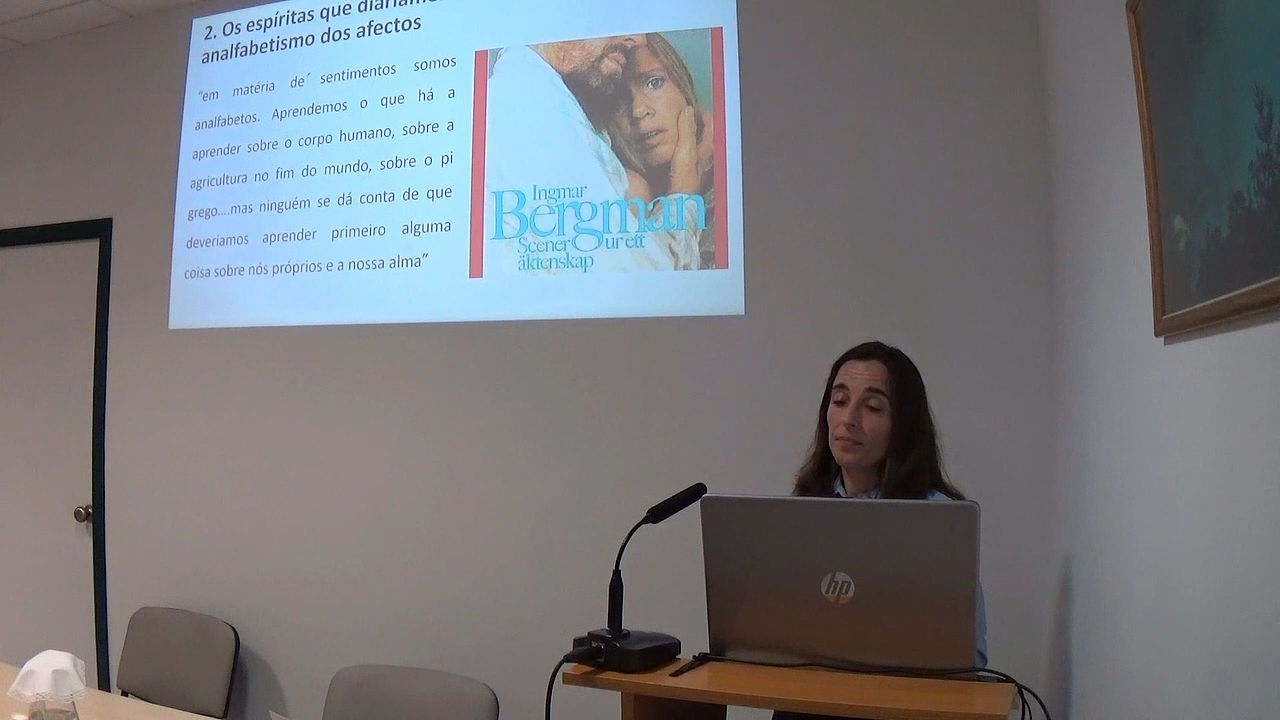 2. Os espíritas que
analfabetismo dos afectos
“em matéria de´ sentimentos somos
analfabetos. Aprendemos o que há a
aprender sobre o corpo humano, sobre a
agricultura no fim do mundo, sobre o pi
grego....mas ninguém se dá conta de que
deveríamos aprender primeiro alguma
coisa sobre nós próprios e a nossa alma”
Ingmar
Bergman
Scener ur ett
äktenskap
hp